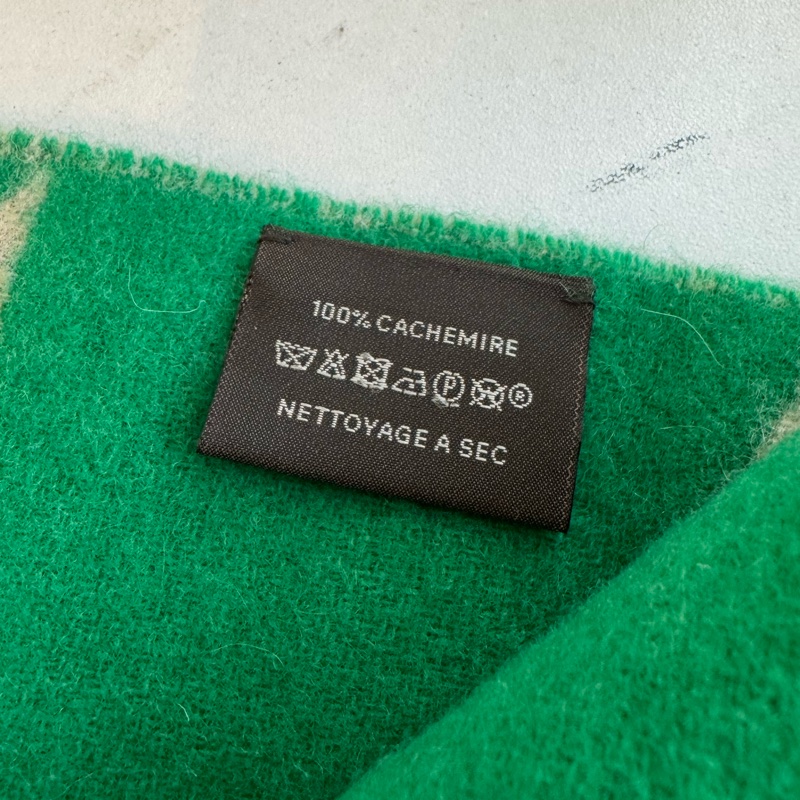 100% CACHEMIRE
P W ®
NETTOYAGE A SEC